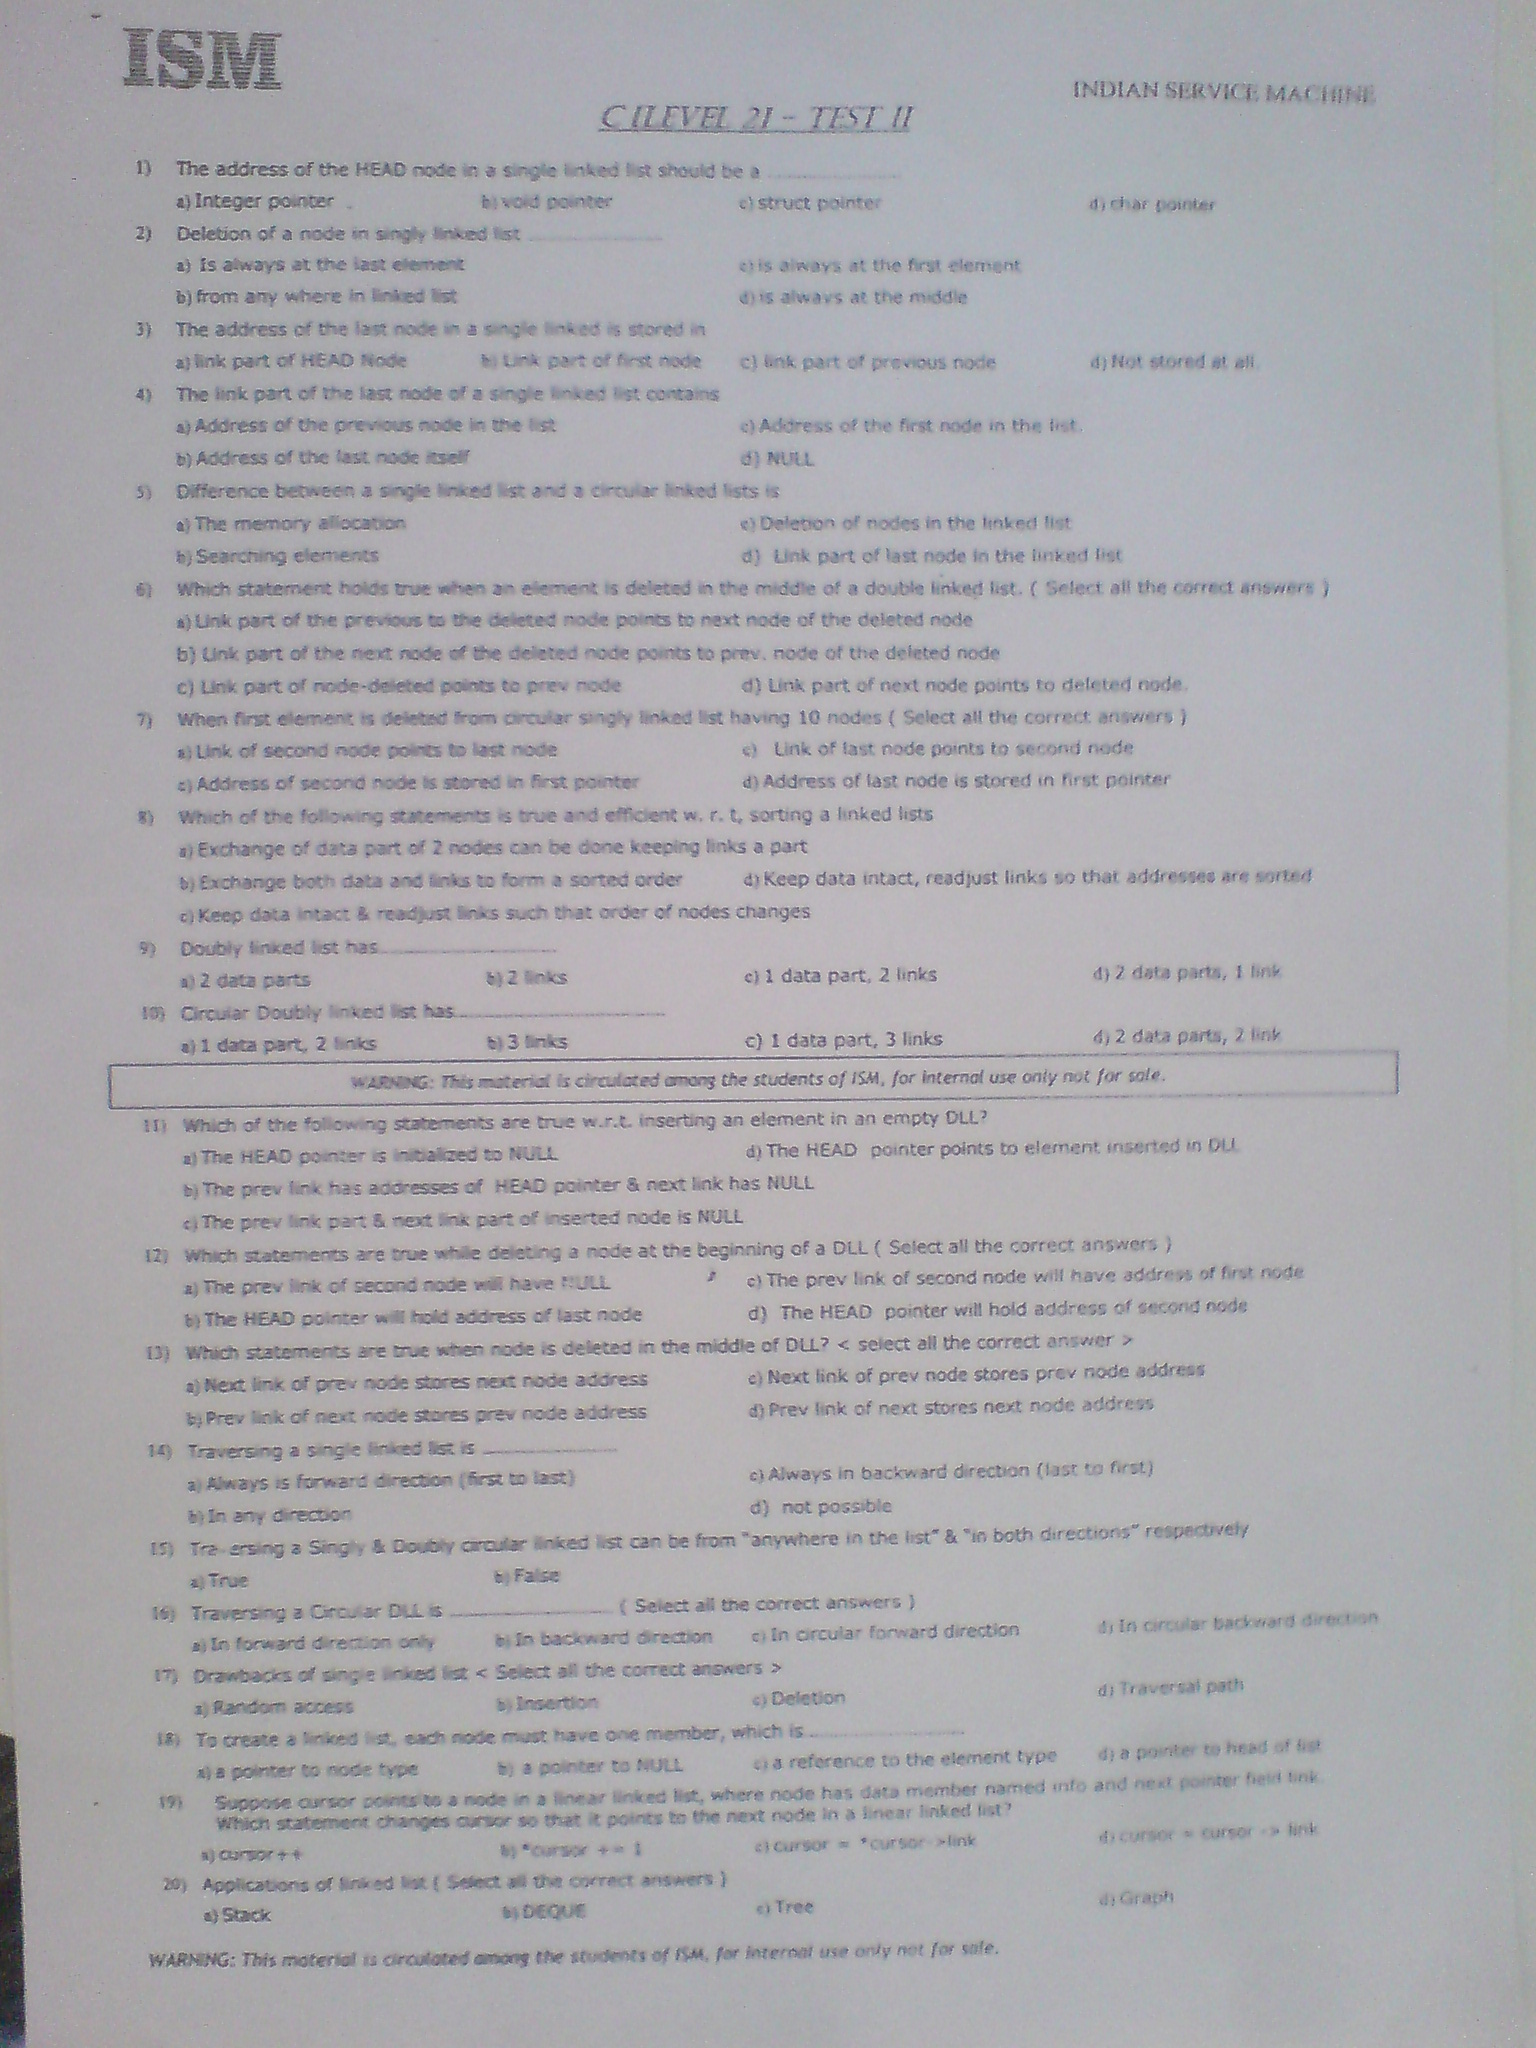 ISM
INDIAN SERVICE MACHINE
C [LEVEL 2] – TEST II
1) The address of the HEAD node in a single linked list should be a ....................
a) Integer pointer b) void pointer c) struct pointer d) char pointer
2) Deletion of a node in singly linked list ....................
a) Is always at the last element c) is always at the first element
b) from any where in linked list d) is always at the middle
3) The address of the last node in a single linked is stored in
a) link part of HEAD Node b) Link part of first node c) link part of previous node d) Not stored at all.
4) The link part of the last node of a single linked list contains
a) Address of the previous node in the list c) Address of the first node in the list.
b) Address of the last node itself d) NULL
5) Difference between a single linked list and a circular linked lists is
a) The memory allocation c) Deletion of nodes in the linked list
b) Searching elements d) Link part of last node in the linked list
6) Which statement holds true when an element is deleted in the middle of a double linked list. ( Select all the correct answers )
a) Link part of the previous to the deleted node points to next node of the deleted node
b) Link part of the next node of the deleted node points to prev. node of the deleted node
c) Link part of node-deleted points to prev node d) Link part of next node points to deleted node.
7) When first element is deleted from circular singly linked list having 10 nodes ( Select all the correct answers )
a) Link of second node points to last node c) Link of last node points to second node
c) Address of second node is stored in first pointer d) Address of last node is stored in first pointer
8) Which of the following statements is true and efficient w. r. t, sorting a linked lists
a) Exchange of data part of 2 nodes can be done keeping links a part
b) Exchange both data and links to form a sorted order d) Keep data intact, readjust links so that addresses are sorted
c) Keep data intact & readjust links such that order of nodes changes
9) Doubly linked list has....................
a) 2 data parts b) 2 links c) 1 data part, 2 links d) 2 data parts, 1 link
10) Circular Doubly linked list has....................
a) 1 data part, 2 links b) 3 links c) 1 data part, 3 links d) 2 data parts, 2 link
WARNING: This material is circulated among the students of ISM, for Internal use only not for sale.
11) Which of the following statements are true w.r.t. inserting an element in an empty DLL?
a) The HEAD pointer is initialized to NULL d) The HEAD pointer points to element inserted in DLL
b) The prev link has addresses of HEAD pointer & next link has NULL
c) The prev link part & next link part of inserted node is NULL
12) Which statements are true while deleting a node at the beginning of a DLL ( Select all the correct answers )
a) The prev link of second node will have NULL c) The prev link of second node will have address of first node
b) The HEAD pointer will hold address of last node d) The HEAD pointer will hold address of second node
13) Which statements are true when node is deleted in the middle of DLL? < select all the correct answer >
a) Next link of prev node stores next node address c) Next link of prev node stores prev node address
b) Prev link of next node stores prev node address d) Prev link of next stores next node address
14) Traversing a single linked list is ....................
a) Always is forward direction (first to last) c) Always in backward direction (last to first)
b) In any direction d) not possible
15) Traversing a Singly & Doubly circular linked list can be from "anywhere in the list" & "in both directions" respectively
a) True b) False
16) Traversing a Circular DLL is .................... ( Select all the correct answers )
a) In forward direction only b) In backward direction c) In circular forward direction d) In circular backward direction
17) Drawbacks of single linked list < Select all the correct answers >
a) Random access b) Insertion c) Deletion d) Traversal path
18) To create a linked list, each node must have one member, which is ....................
a) a pointer to node type b) a pointer to NULL c) a reference to the element type d) a pointer to head of list
19) Suppose cursor points to a node in a linear linked list, where node has data member named info and next pointer field link.
Which statement changes cursor so that it points to the next node in a linear linked list?
a) cursor++ b) *cursor += 1 c) cursor = *cursor->link d) cursor = cursor -> link
20) Applications of linked list ( Select all the correct answers )
a) Stack b) DEQUE c) Tree d) Graph
WARNING: This material is circulated among the students of ISM, for Internal use only not for sale.